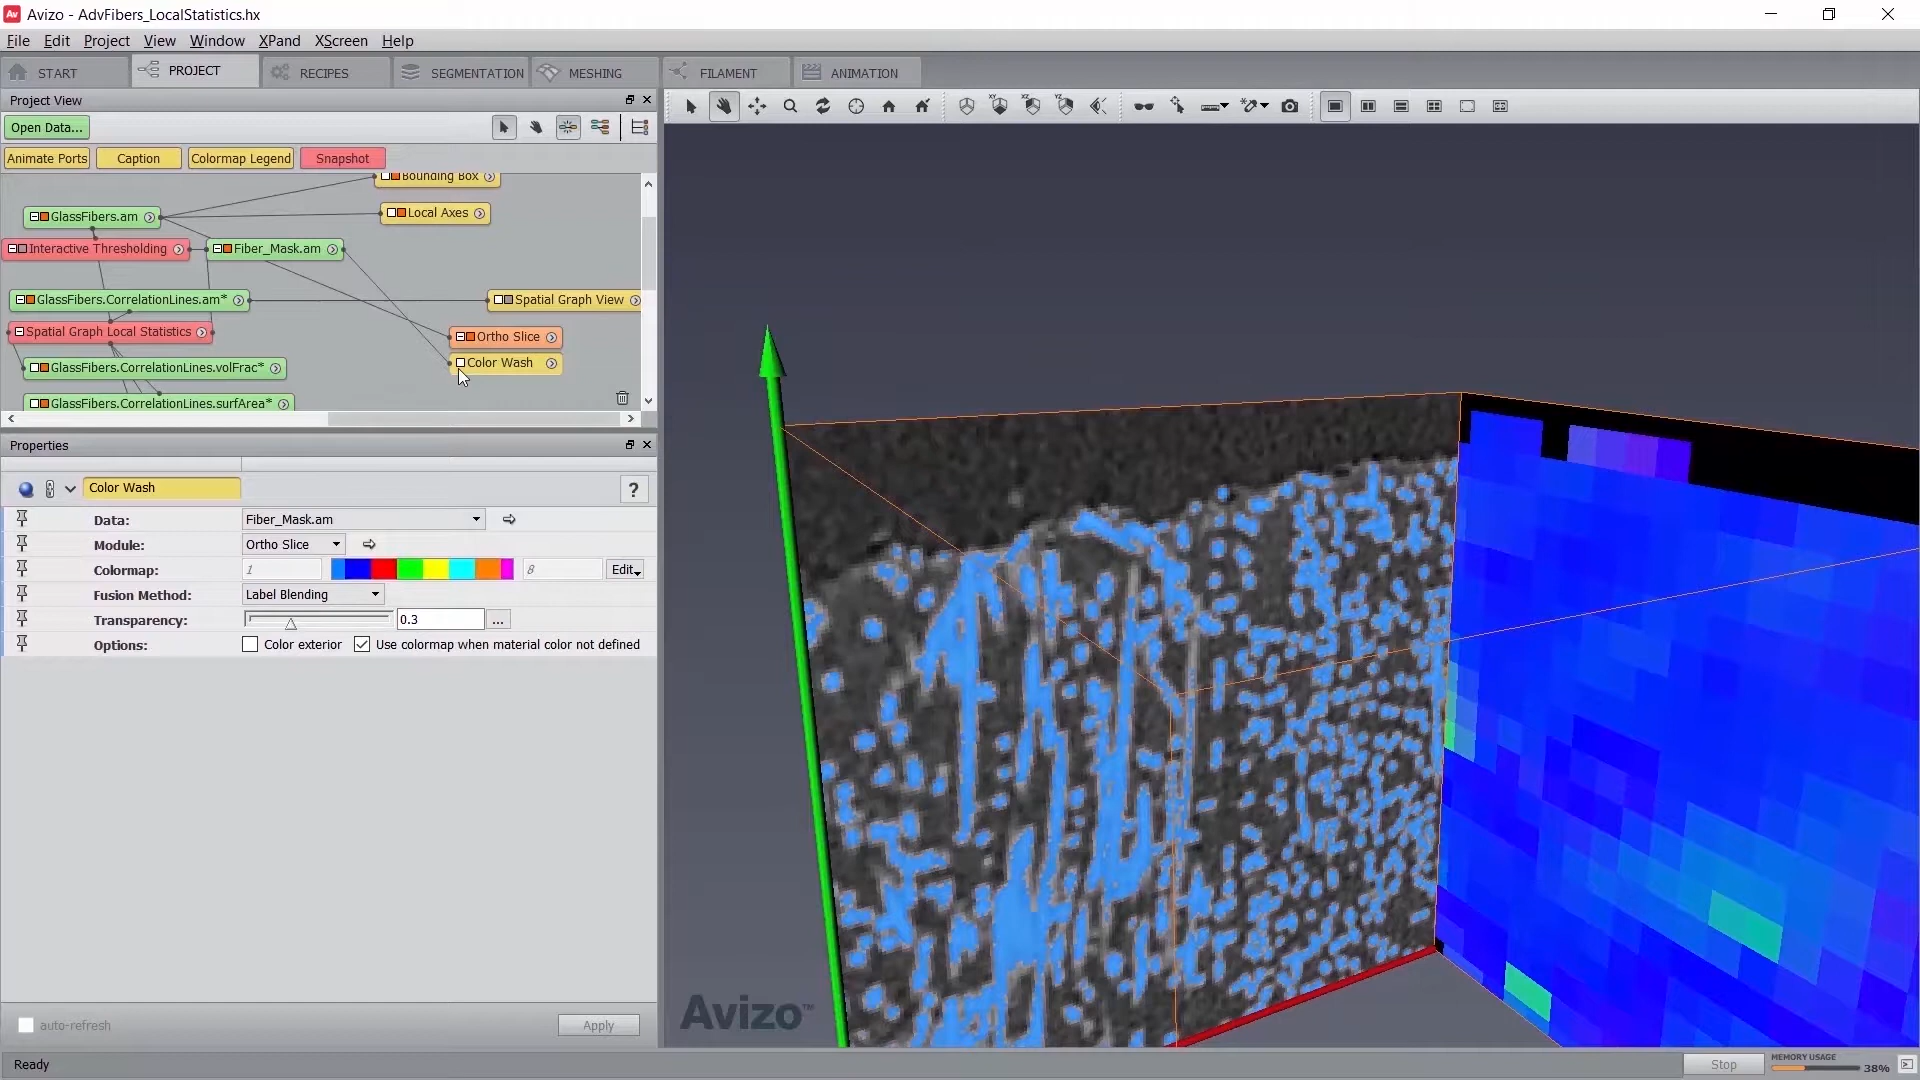 Av Avizo - AdvFibers_LocalStatistics.hx
File Edit Project View Window XPand XScreen Help
START PROJECT RECIPES SEGMENTATION MESHING FILAMENT ANIMATION
Project View
Open Data...
Animate Ports Caption Colormap Legend Snapshot
Bounding Box
GlassFibers.am Local Axes
Interactive Thresholding Fiber_Mask.am
GlassFibers.CorrelationLines.am* Spatial Graph View
Spatial Graph Local Statistics Ortho Slice
GlassFibers.CorrelationLines.volFrac* Color Wash
GlassFibers.CorrelationLines.surfArea*
XY XZ YZ
Properties
Color Wash ?
Data: Fiber_Mask.am
Module: Ortho Slice
Colormap: 1 8 Edit
Fusion Method: Label Blending
Transparency: 0.3 ...
Options: Color exterior Use colormap when material color not defined
Avizo™
auto-refresh Apply
Ready Stop MEMORY USAGE 38%